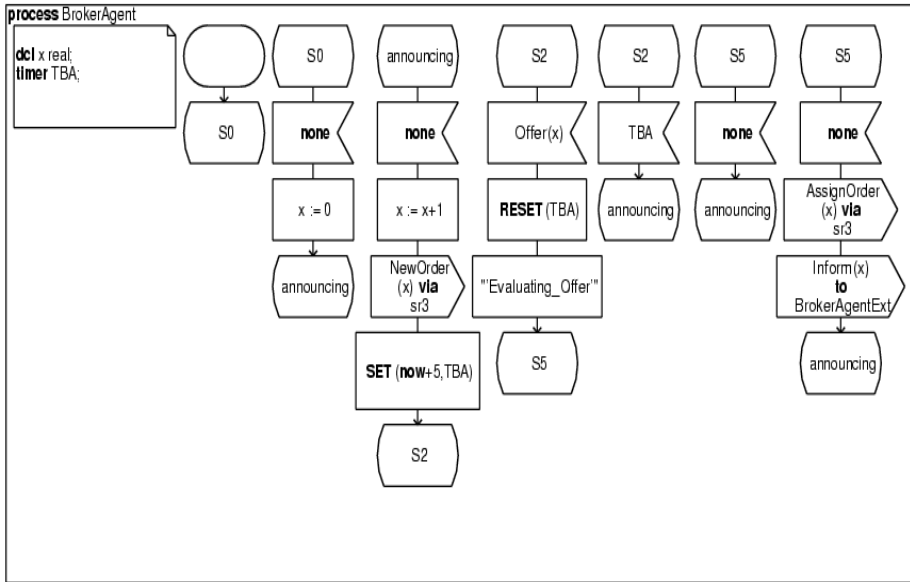 process BrokerAgent
dcl x real;
timer TBA;
S0
S0
none
x := 0
announcing
announcing
none
x := x+1
NewOrder
(x) via
sr3
SET (now+5,TBA)
S2
S2
Offer(x)
RESET (TBA)
"'Evaluating_Offer'"
S5
S2
TBA
announcing
S5
none
announcing
S5
none
AssignOrder
(x) via
sr3
Inform(x)
to
BrokerAgentExt
announcing